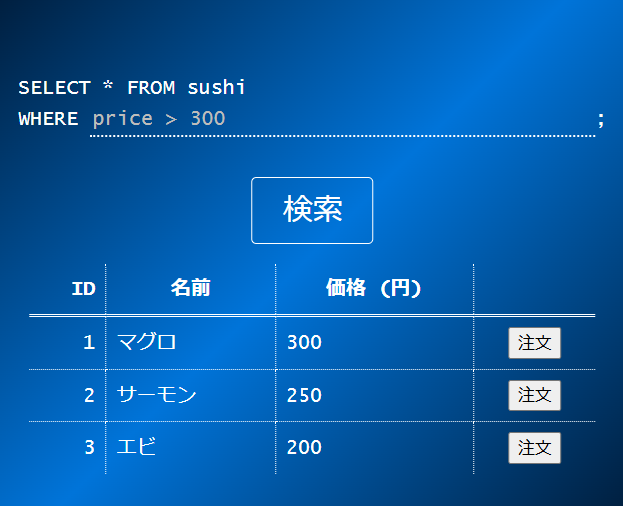 SELECT * FROM sushi
WHERE price > 300 ;
検索
ID 名前 価格 (円)
1 マグロ 300 注文
2 サーモン 250 注文
3 エビ 200 注文